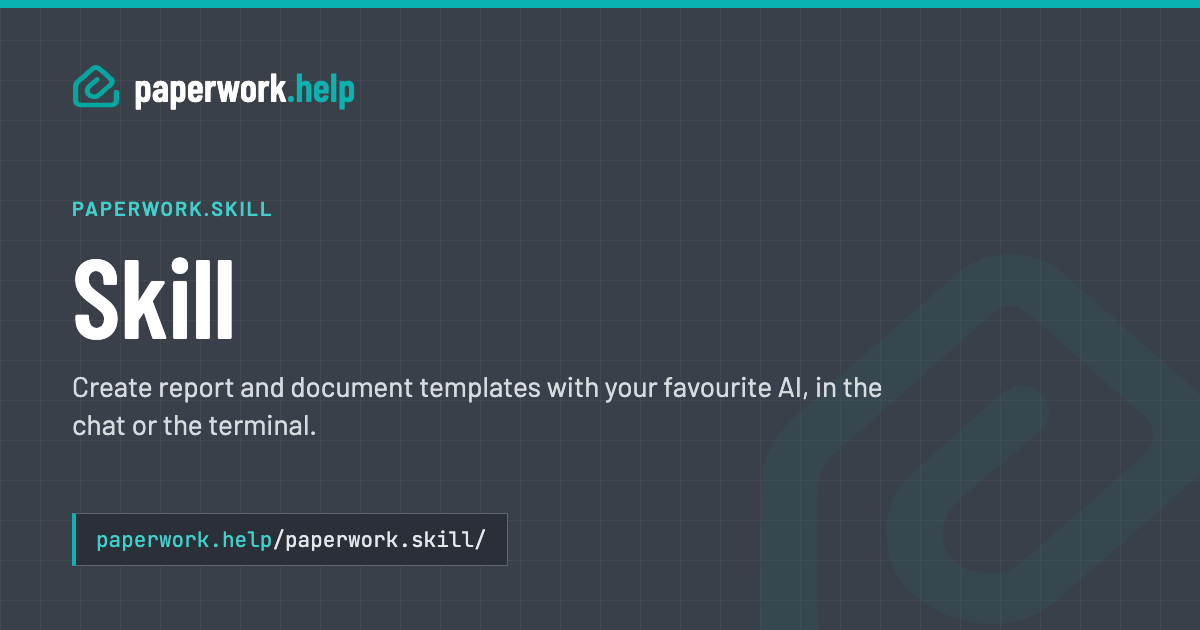 paperwork.help
PAPERWORK.SKILL
Skill
Create report and document templates with your favourite AI, in the
chat or the terminal.
paperwork.help/paperwork.skill/